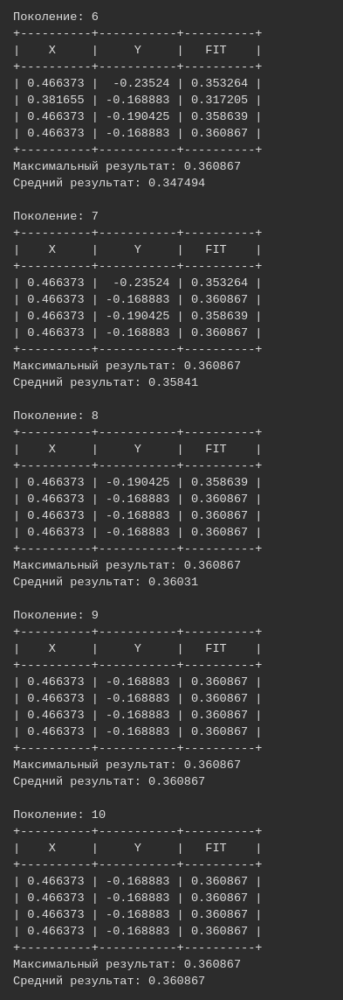 Поколение: 6
+----------+-----------+----------+
|    X     |     Y     |   FIT    |
+----------+-----------+----------+
| 0.466373 |  -0.23524 | 0.353264 |
| 0.381655 | -0.168883 | 0.317205 |
| 0.466373 | -0.190425 | 0.358639 |
| 0.466373 | -0.168883 | 0.360867 |
+----------+-----------+----------+
Максимальный результат: 0.360867
Средний результат: 0.347494

Поколение: 7
+----------+-----------+----------+
|    X     |     Y     |   FIT    |
+----------+-----------+----------+
| 0.466373 |  -0.23524 | 0.353264 |
| 0.466373 | -0.168883 | 0.360867 |
| 0.466373 | -0.190425 | 0.358639 |
| 0.466373 | -0.168883 | 0.360867 |
+----------+-----------+----------+
Максимальный результат: 0.360867
Средний результат: 0.35841

Поколение: 8
+----------+-----------+----------+
|    X     |     Y     |   FIT    |
+----------+-----------+----------+
| 0.466373 | -0.190425 | 0.358639 |
| 0.466373 | -0.168883 | 0.360867 |
| 0.466373 | -0.168883 | 0.360867 |
| 0.466373 | -0.168883 | 0.360867 |
+----------+-----------+----------+
Максимальный результат: 0.360867
Средний результат: 0.36031

Поколение: 9
+----------+-----------+----------+
|    X     |     Y     |   FIT    |
+----------+-----------+----------+
| 0.466373 | -0.168883 | 0.360867 |
| 0.466373 | -0.168883 | 0.360867 |
| 0.466373 | -0.168883 | 0.360867 |
| 0.466373 | -0.168883 | 0.360867 |
+----------+-----------+----------+
Максимальный результат: 0.360867
Средний результат: 0.360867

Поколение: 10
+----------+-----------+----------+
|    X     |     Y     |   FIT    |
+----------+-----------+----------+
| 0.466373 | -0.168883 | 0.360867 |
| 0.466373 | -0.168883 | 0.360867 |
| 0.466373 | -0.168883 | 0.360867 |
| 0.466373 | -0.168883 | 0.360867 |
+----------+-----------+----------+
Максимальный результат: 0.360867
Средний результат: 0.360867